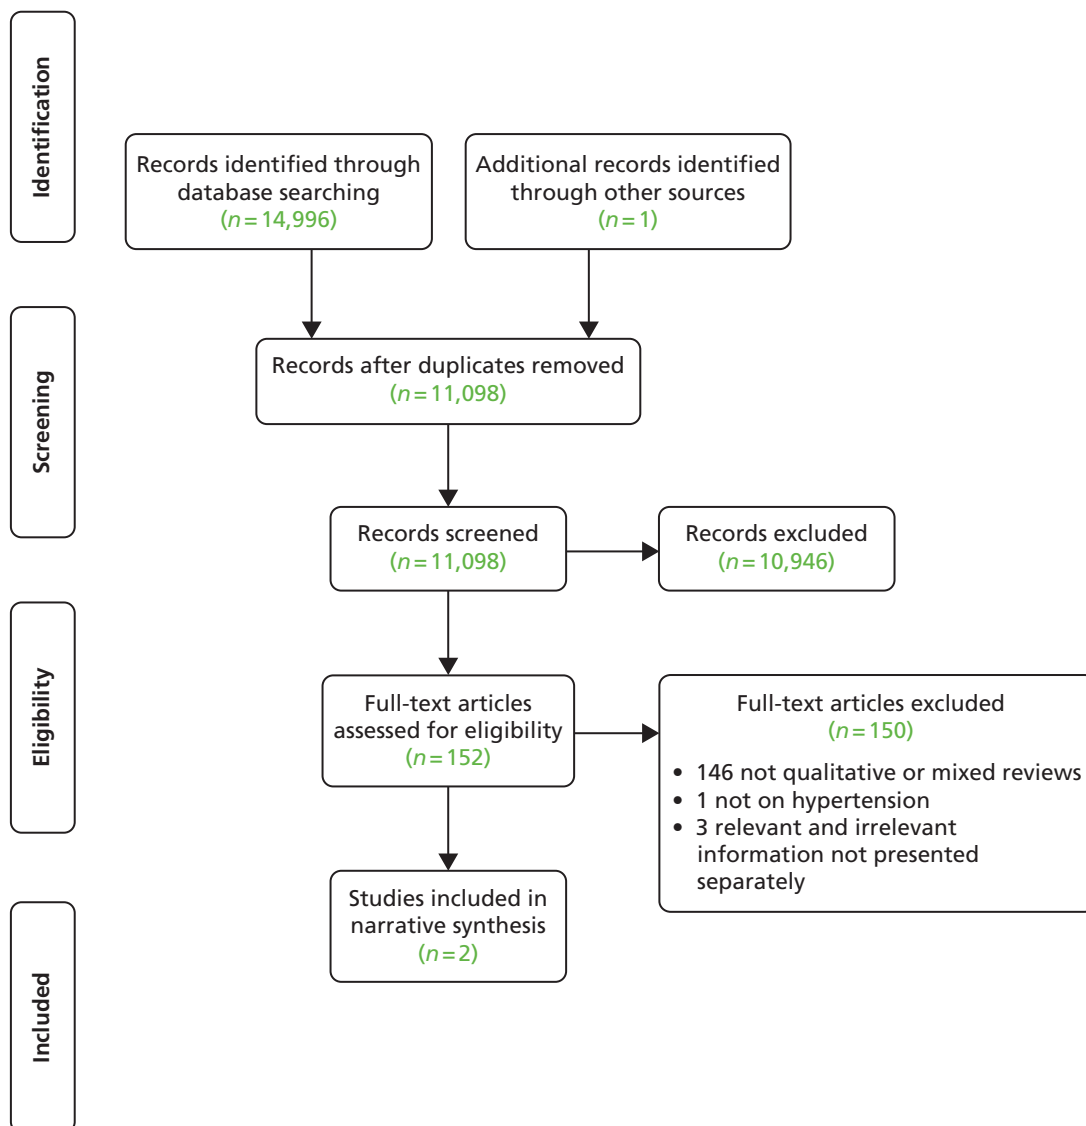 Identification
Records identified through
database searching
(n=14,996)
Additional records identified
through other sources
(n=1)
Screening
Records after duplicates removed
(n=11,098)
Records screened
(n=11,098)
Records excluded
(n=10,946)
Eligibility
Full-text articles
assessed for eligibility
(n=152)
Full-text articles excluded
(n=150)
• 146 not qualitative or mixed reviews
• 1 not on hypertension
• 3 relevant and irrelevant
information not presented
separately
Included
Studies included in
narrative synthesis
(n=2)